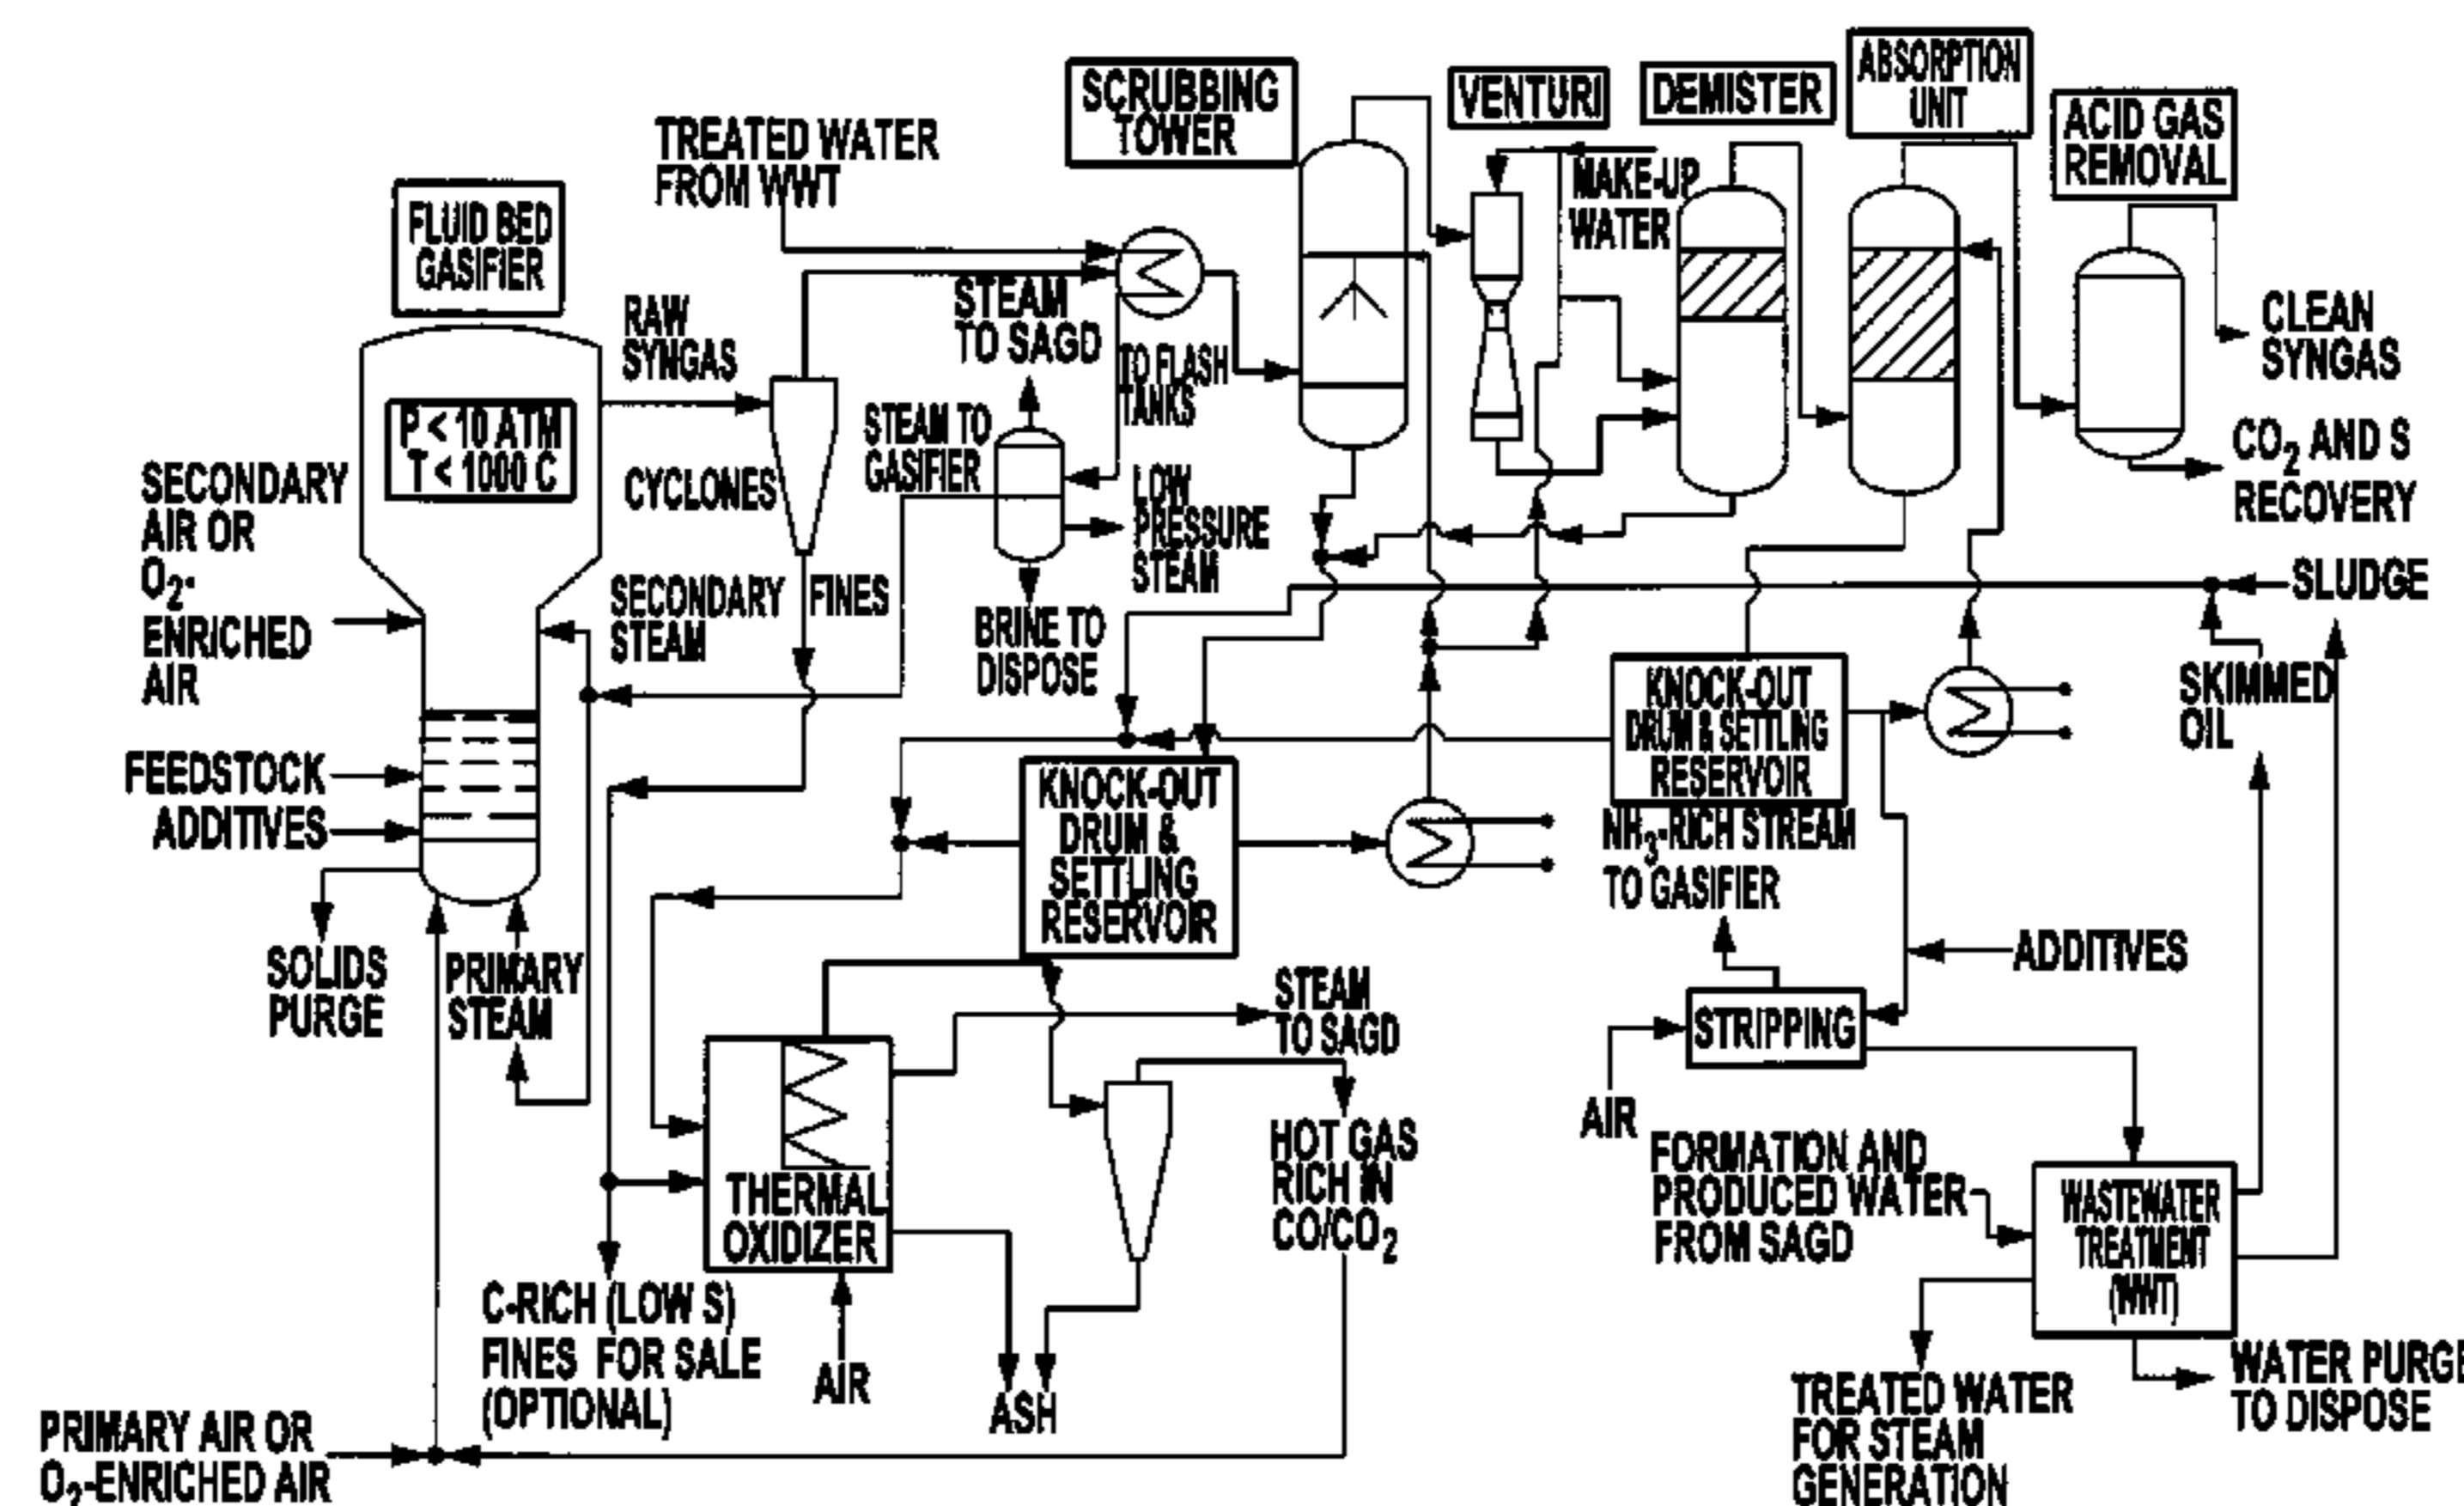 SCRUBBING
TOWER
VENTURI
DEMISTER
ABSORPTION
UNIT
ACID GAS
REMOVAL
TREATED WATER
FROM WWT
MAKE-UP
WATER
FLUID BED
GASIFIER
RAW
SYNGAS
STEAM
TO SAGD
TO FLASH
TANKS
CLEAN
SYNGAS
P < 10 ATM
T < 1000 C
STEAM TO
GASIFIER
CYCLONES
LOW
PRESSURE
STEAM
CO2 AND S
RECOVERY
SECONDARY
AIR OR
O2-
ENRICHED
AIR
SECONDARY
STEAM
FINES
BRINE TO
DISPOSE
SLUDGE
SKIMMED
OIL
KNOCK-OUT
DRUM & SETTLING
RESERVOIR
FEEDSTOCK
ADDITIVES
KNOCK-OUT
DRUM &
SETTLING
RESERVOIR
NH3-RICH STREAM
TO GASIFIER
SOLIDS
PURGE
PRIMARY
STEAM
STEAM
TO SAGD
ADDITIVES
STRIPPING
AIR
HOT GAS
RICH IN
CO/CO2
FORMATION AND
PRODUCED WATER
FROM SAGD
THERMAL
OXIDIZER
WASTEWATER
TREATMENT
(WWT)
C-RICH (LOW S)
FINES FOR SALE
(OPTIONAL)
AIR
ASH
WATER PURGE
TO DISPOSE
TREATED WATER
FOR STEAM
GENERATION
PRIMARY AIR OR
O2-ENRICHED AIR